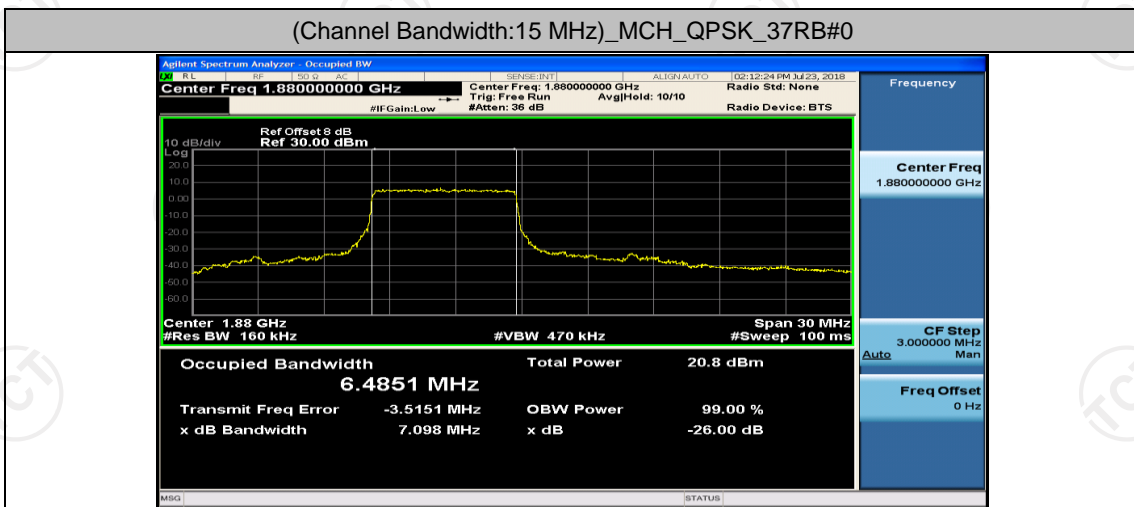 (Channel Bandwidth:15 MHz)_MCH_QPSK_37RB#0
Agilent Spectrum Analyzer - Occupied BW
LXI RL RF 50 Ω AC SENSE:INT ALIGN AUTO 02:12:24 PM Jul 23, 2018
Center Freq 1.880000000 GHz
Center Freq: 1.880000000 GHz Radio Std: None
Trig: Free Run Avg|Hold: 10/10
#IFGain:Low #Atten: 36 dB Radio Device: BTS
Frequency
Ref Offset 8 dB
10 dB/div Ref 30.00 dBm
Log
20.0
10.0
0.00
-10.0
-20.0
-30.0
-40.0
-50.0
-60.0
Center 1.88 GHz Span 30 MHz
#Res BW 160 kHz #VBW 470 kHz #Sweep 100 ms
Occupied Bandwidth Total Power 20.8 dBm
6.4851 MHz
Transmit Freq Error -3.5151 MHz OBW Power 99.00 %
x dB Bandwidth 7.098 MHz x dB -26.00 dB
Center Freq
1.880000000 GHz
CF Step
3.000000 MHz
Auto Man
Freq Offset
0 Hz
MSG STATUS
TCT
TCT